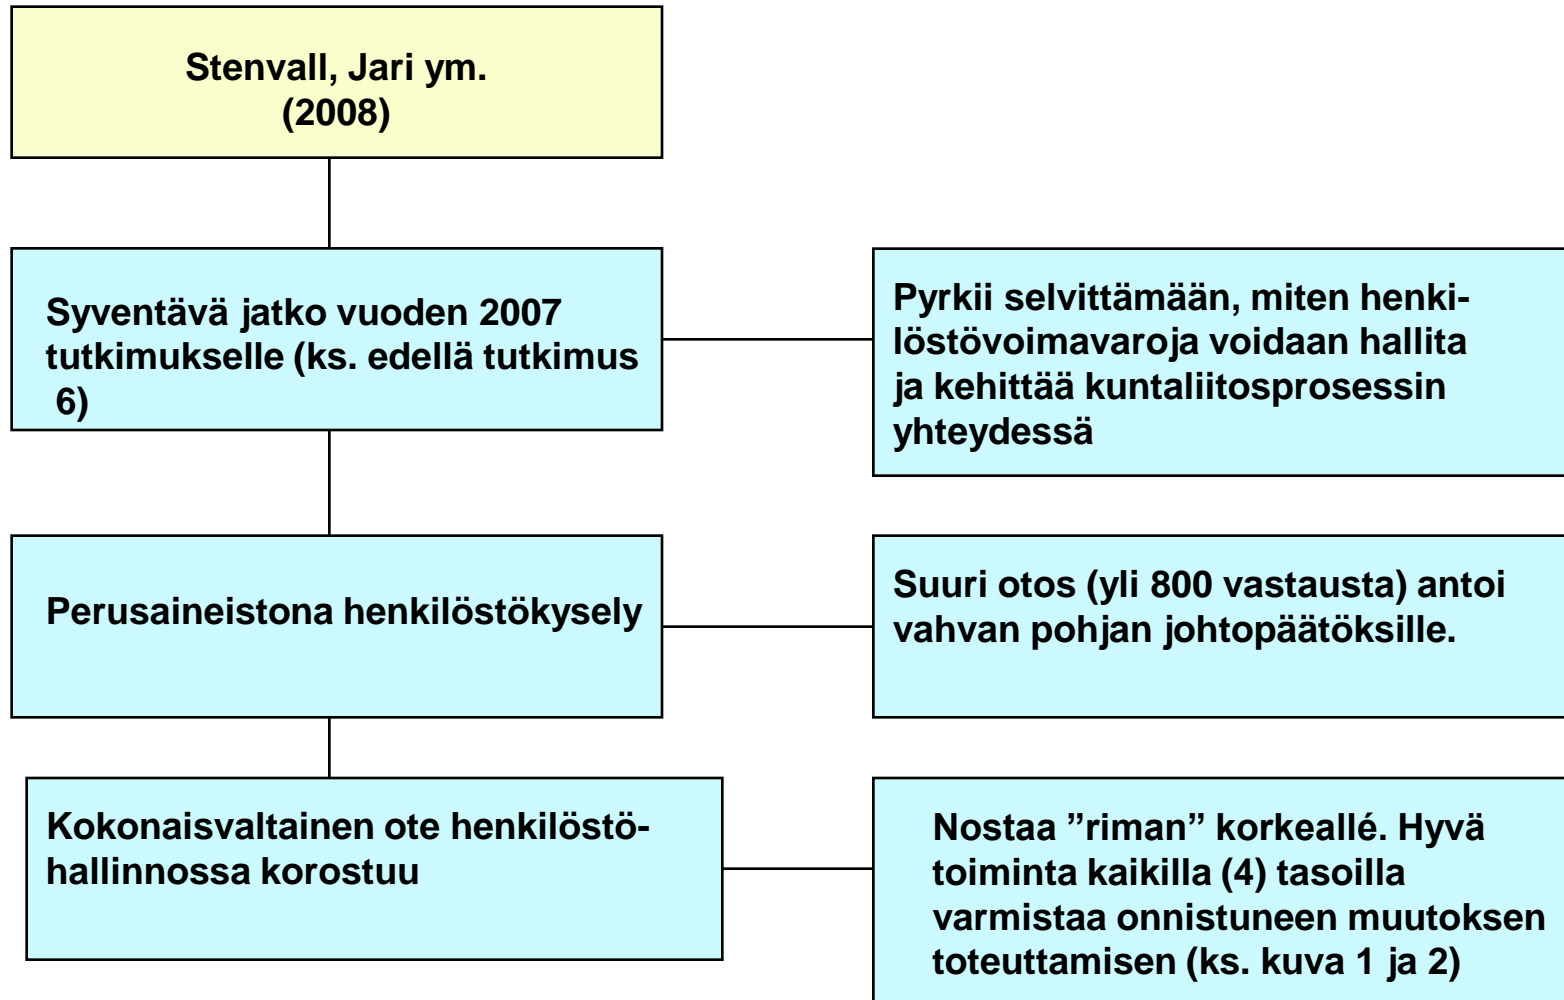 Stenvall, Jari ym.
(2008)
Syventävä jatko vuoden 2007
tutkimukselle (ks. edellä tutkimus
6)
Pyrkii selvittämään, miten henki-
löstövoimavaroja voidaan hallita
ja kehittää kuntaliitosprosessin
yhteydessä
Perusaineistona henkilöstökysely
Suuri otos (yli 800 vastausta) antoi
vahvan pohjan johtopäätöksille.
Kokonaisvaltainen ote henkilöstö-
hallinnossa korostuu
Nostaa ”riman” korkeallé. Hyvä
toiminta kaikilla (4) tasoilla
varmistaa onnistuneen muutoksen
toteuttamisen (ks. kuva 1 ja 2)